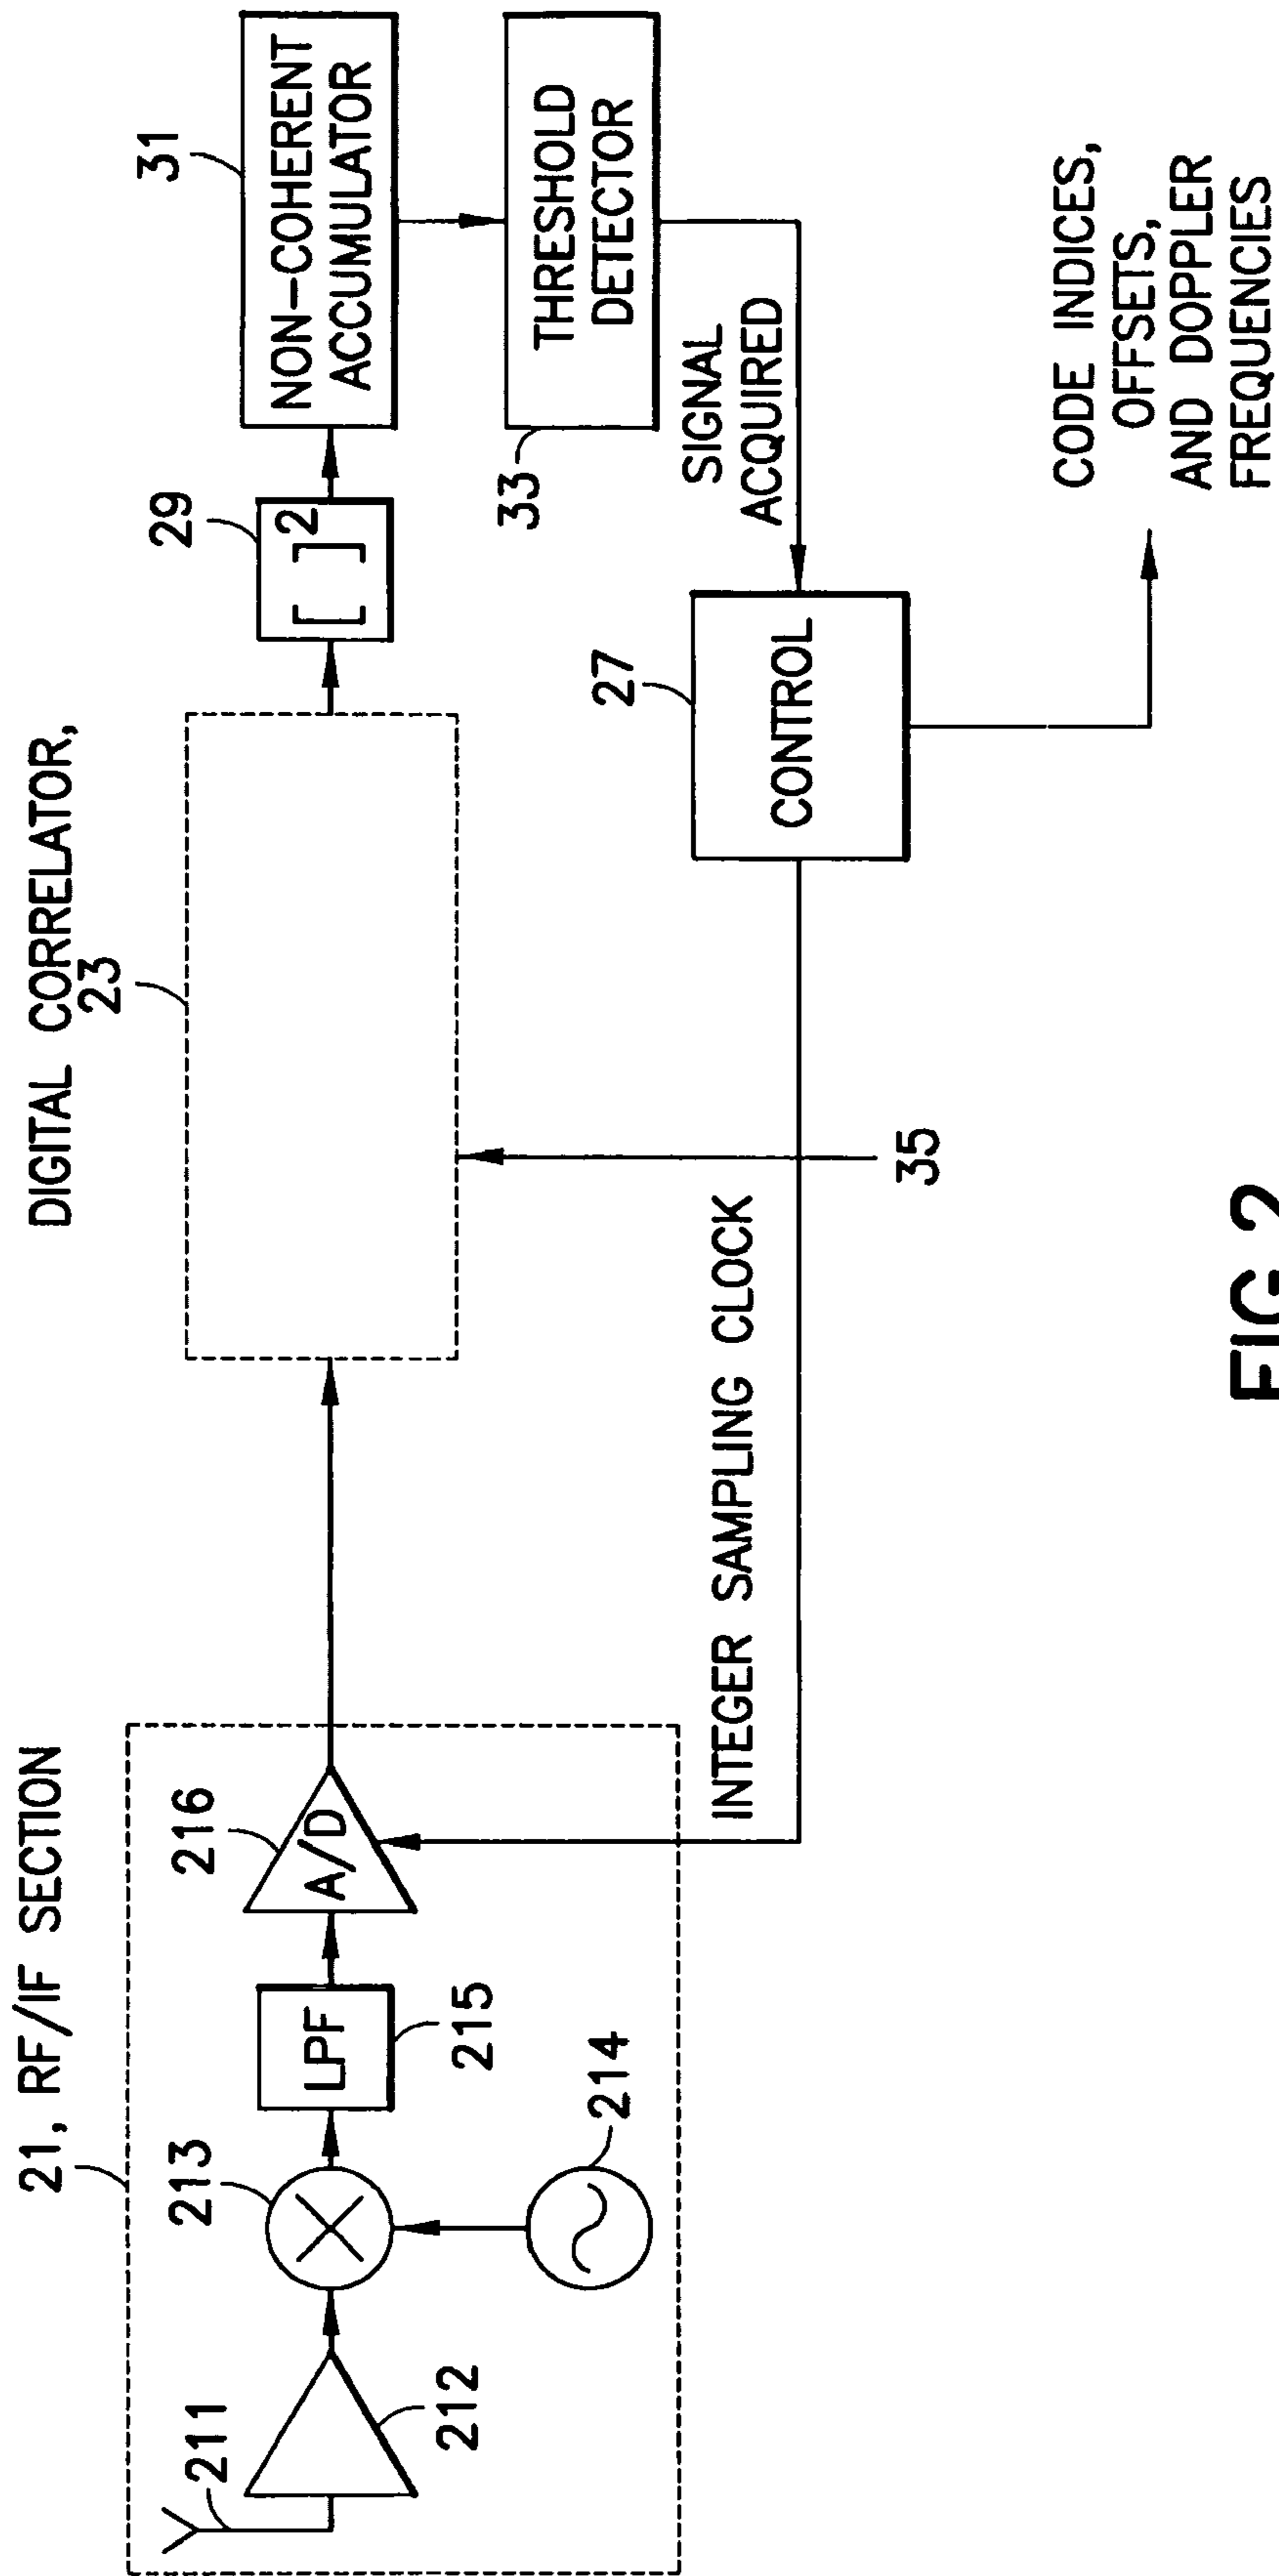 21, RF/IF SECTION
DIGITAL CORRELATOR,
23
211
212
213
214
LPF
215
216
A/D
29
[ ]2
31
NON-COHERENT
ACCUMULATOR
THRESHOLD
DETECTOR
33
SIGNAL
ACQUIRED
27
CONTROL
INTEGER SAMPLING CLOCK
35
CODE INDICES,
OFFSETS,
AND DOPPLER
FREQUENCIES
FIG.2